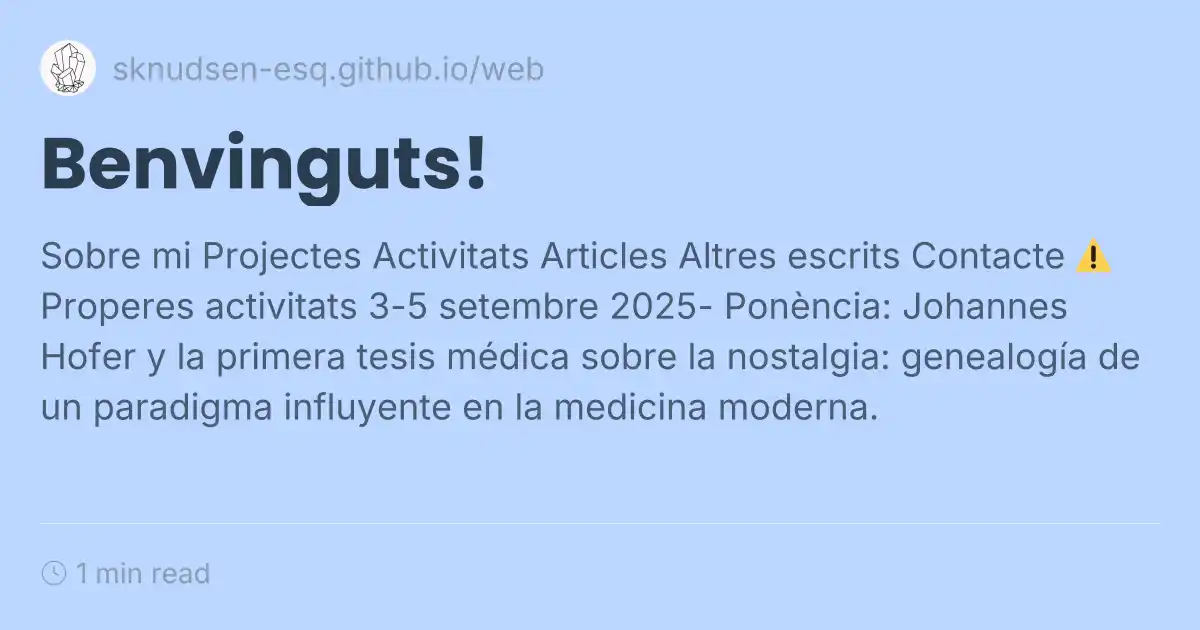 sknudsen-esq.github.io/web
Benvinguts!
Sobre mi Projectes Activitats Articles Altres escrits Contacte ⚠️
Properes activitats 3-5 setembre 2025- Ponència: Johannes
Hofer y la primera tesis médica sobre la nostalgia: genealogía de
un paradigma influyente en la medicina moderna.
1 min read